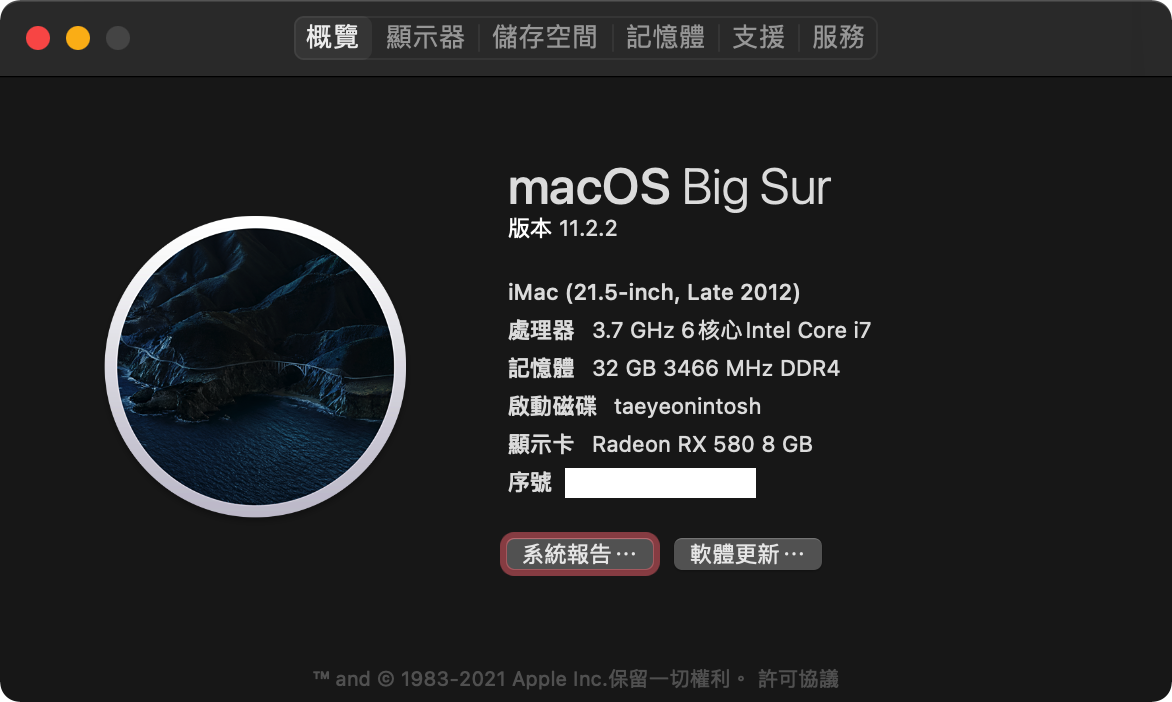 概覽 顯示器 儲存空間 記憶體 支援 服務
macOS Big Sur
版本 11.2.2
iMac (21.5-inch, Late 2012)
處理器 3.7 GHz 6核心Intel Core i7
記憶體 32 GB 3466 MHz DDR4
啟動磁碟 taeyeonintosh
顯示卡 Radeon RX 580 8 GB
序號
系統報告⋯ 軟體更新⋯
™ and © 1983-2021 Apple Inc.保留一切權利。 許可協議